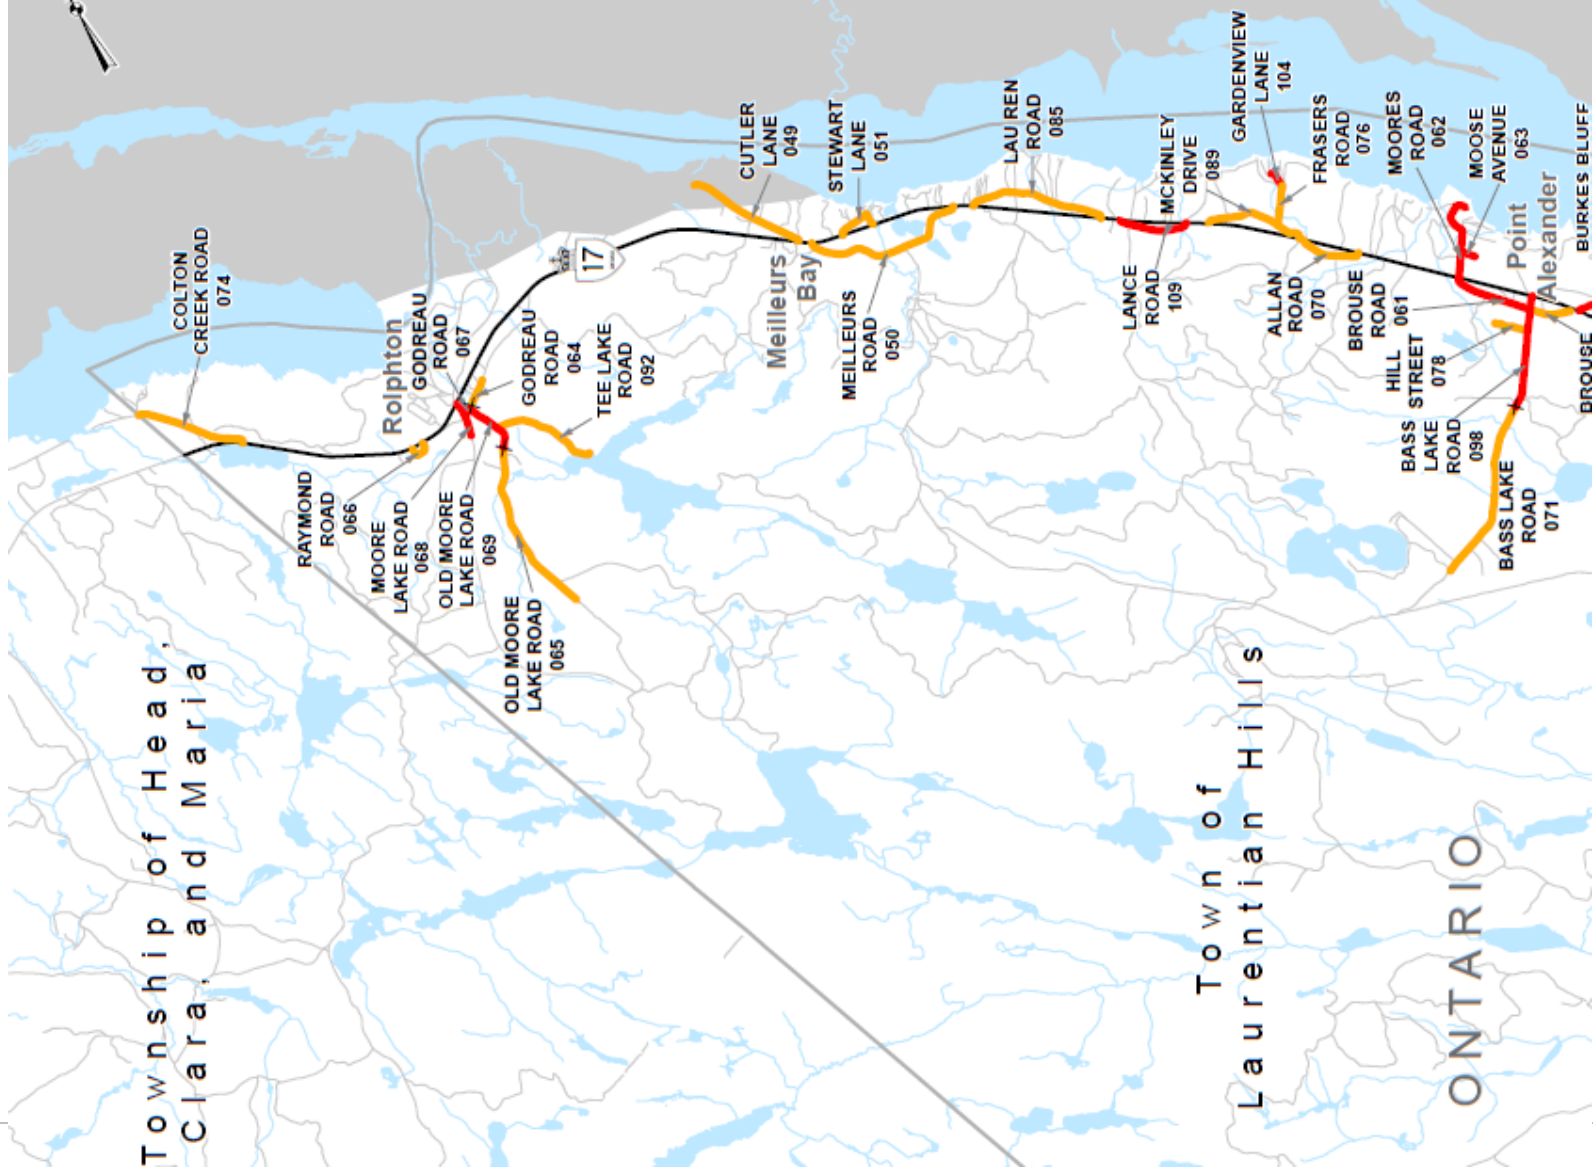 COLTON
CREEK ROAD
074
Rolphton
GODREAU
ROAD
067
GODREAU
ROAD
064
TEE LAKE
ROAD
092
RAYMOND
ROAD
066
MOORE
LAKE ROAD
068
OLD MOORE
LAKE ROAD
069
OLD MOORE
LAKE ROAD
065
17
CUTLER
LANE
049
STEWART
LANE
051
Meilleurs
Bay
MEILLEURS
ROAD
050
LAUREN
ROAD
085
MCKINLEY
DRIVE
089
LANCE
ROAD
109
GARDENVIEW
LANE
104
FRASERS
ROAD
076
ALLAN
ROAD
070
BROUSE
ROAD
061
MOORES
ROAD
062
MOOSE
AVENUE
063
Point
Alexander
HILL
STREET
078
BASS
LAKE
ROAD
098
BASS LAKE
ROAD
071
BURKES BLUFF
BROUSE
Township of Head,
Clara, and Maria
Town of
Laurentian Hills
ONTARIO